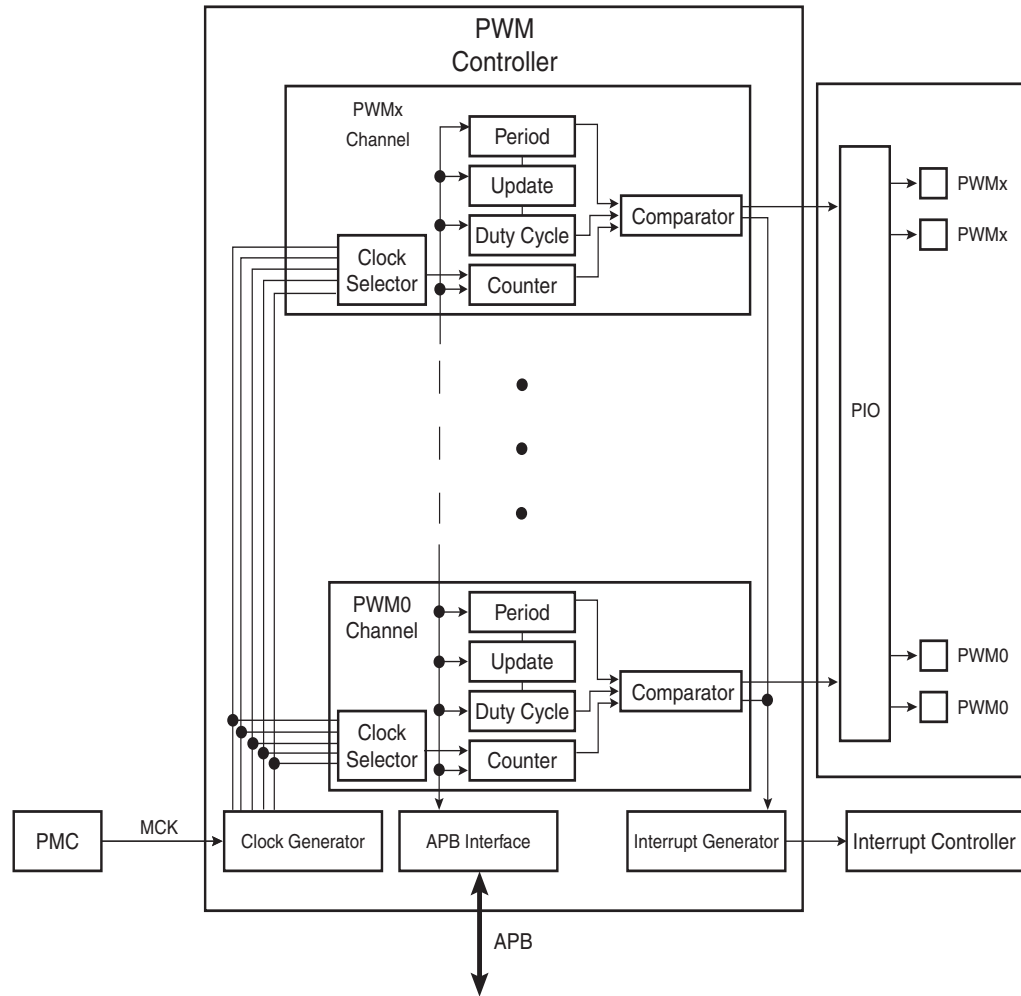 PWM
Controller
PWMx
Channel
Period
Update
Duty Cycle
Counter
Clock
Selector
Comparator
PIO
PWMx
PWMx
PWM0
Channel
Period
Update
Duty Cycle
Counter
Clock
Selector
Comparator
PWM0
PWM0
PMC
MCK
Clock Generator
APB Interface
Interrupt Generator
Interrupt Controller
APB